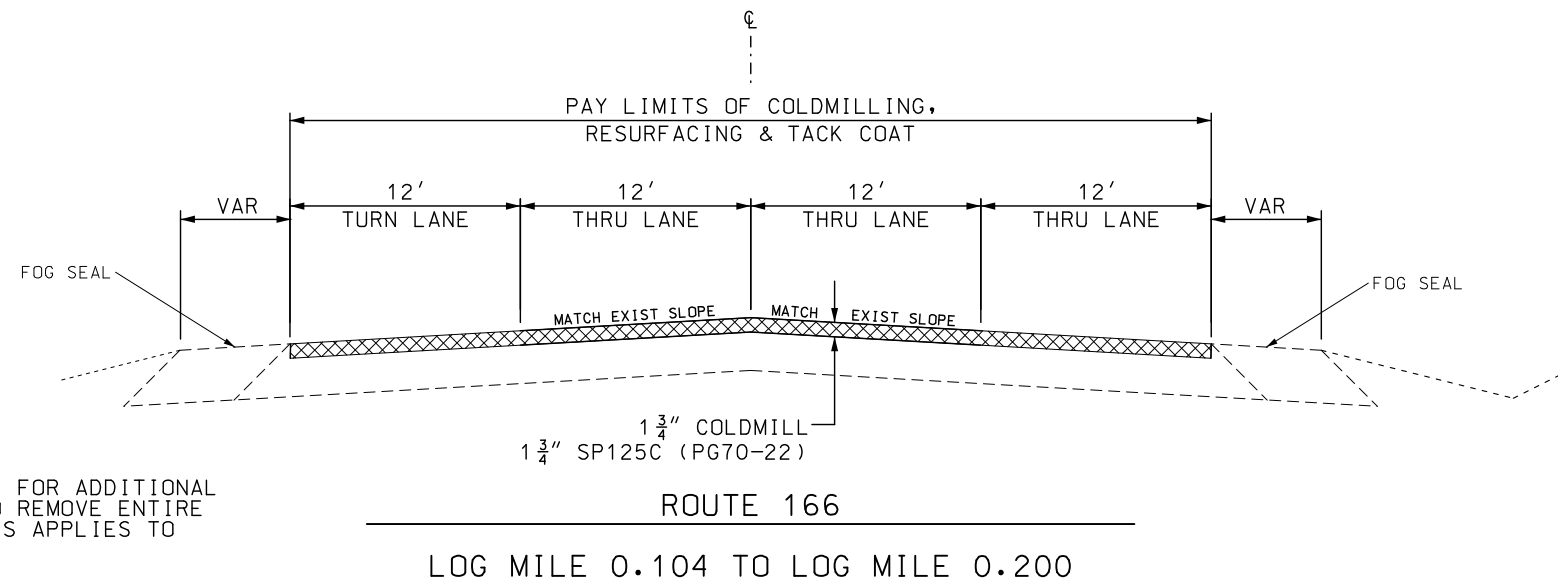 ℄
PAY LIMITS OF COLDMILLING,
RESURFACING & TACK COAT
VAR
12'
TURN LANE
12'
THRU LANE
12'
THRU LANE
12'
THRU LANE
VAR
FOG SEAL
FOG SEAL
MATCH EXIST SLOPE
MATCH EXIST SLOPE
1 3/4" COLDMILL
1 3/4" SP125C (PG70-22)
FOR ADDITIONAL
REMOVE ENTIRE
S APPLIES TO
ROUTE 166
LOG MILE 0.104 TO LOG MILE 0.200